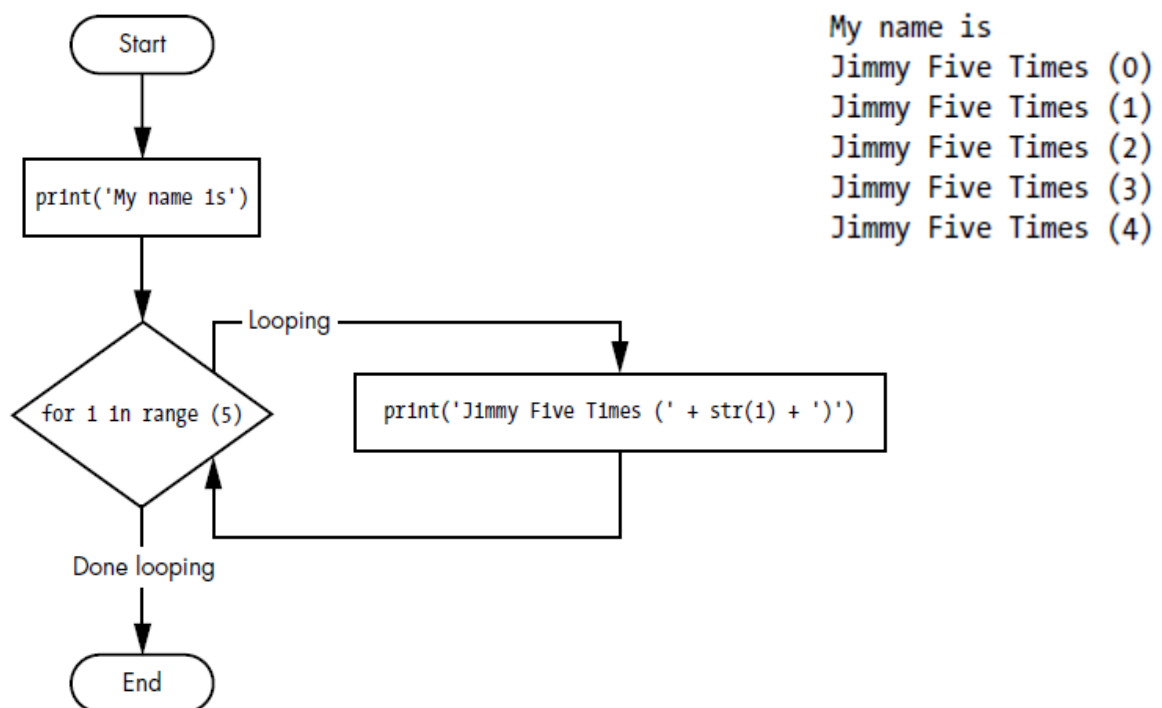 Start
print('My name is')
for i in range (5)
Looping
print('Jimmy Five Times (' + str(i) + ')')
Done looping
End
My name is
Jimmy Five Times (0)
Jimmy Five Times (1)
Jimmy Five Times (2)
Jimmy Five Times (3)
Jimmy Five Times (4)